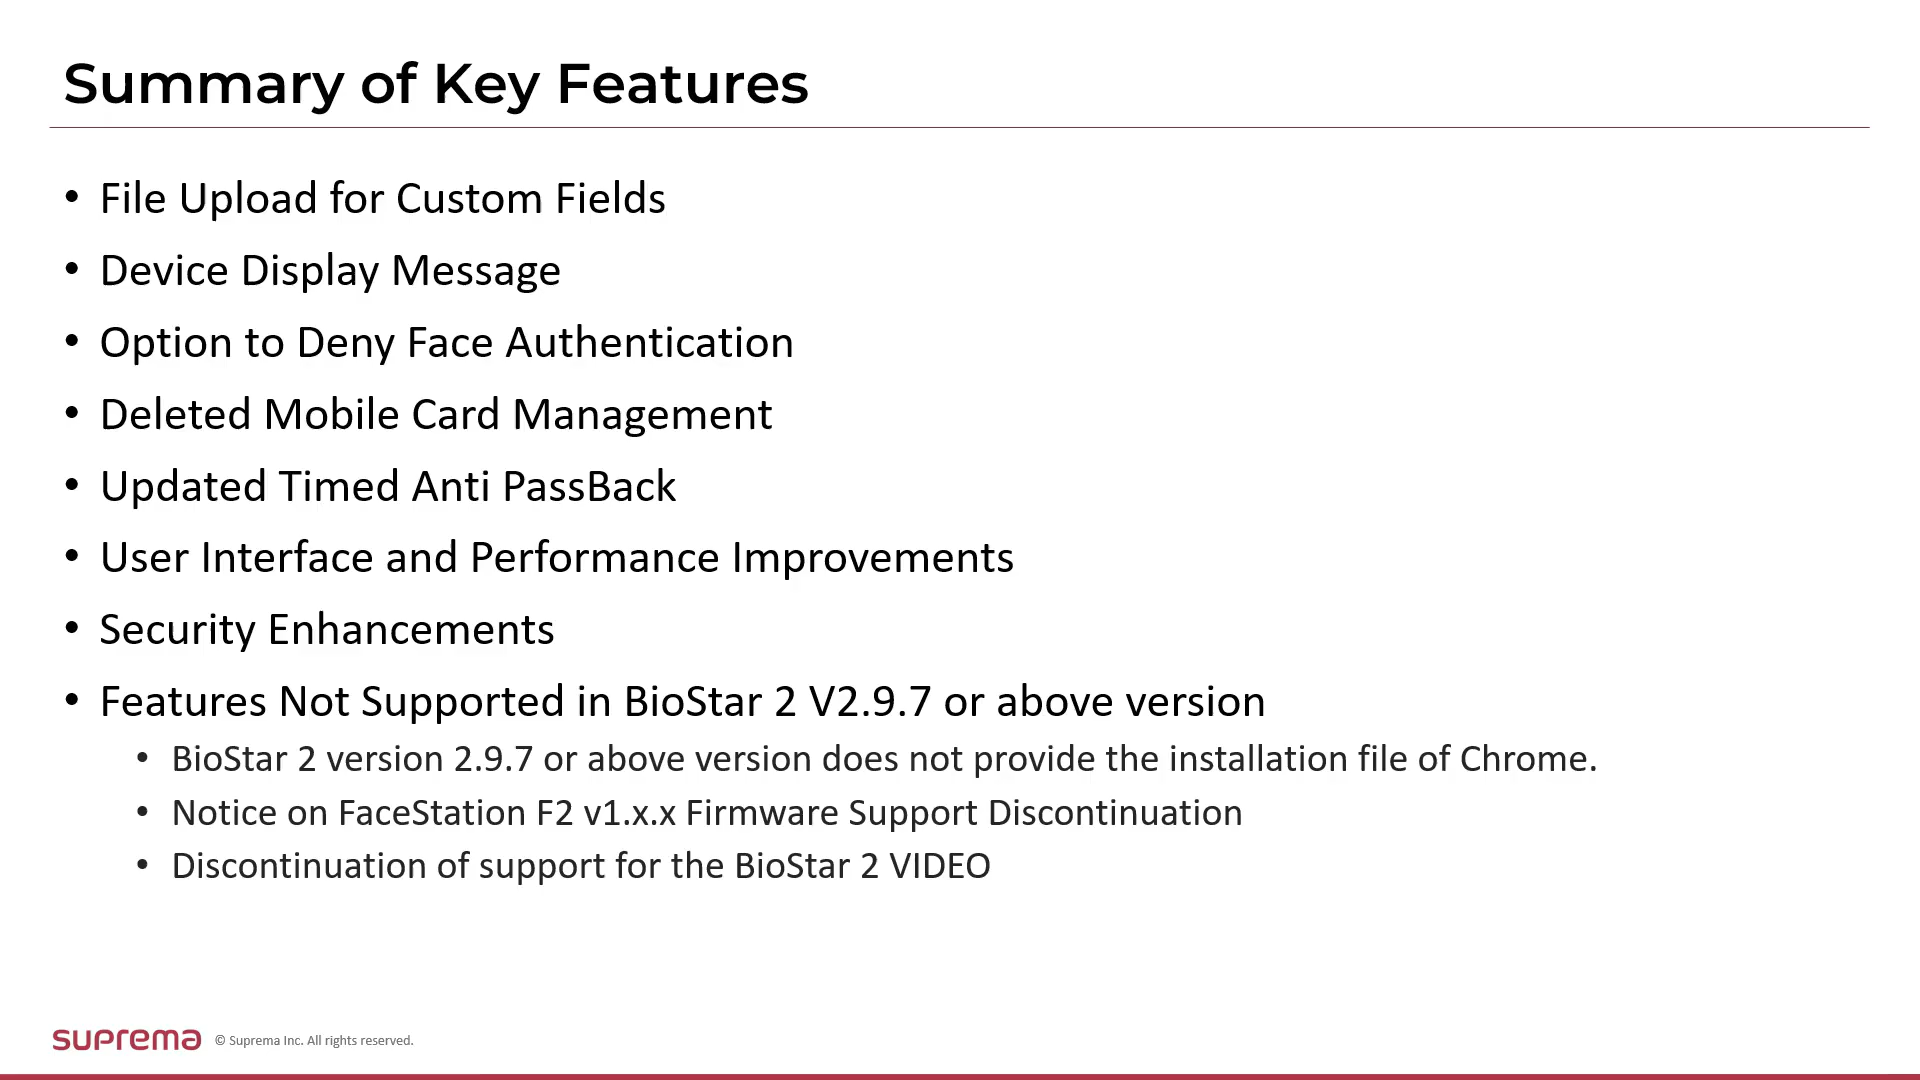 Summary of Key Features
• File Upload for Custom Fields
• Device Display Message
• Option to Deny Face Authentication
• Deleted Mobile Card Management
• Updated Timed Anti PassBack
• User Interface and Performance Improvements
• Security Enhancements
• Features Not Supported in BioStar 2 V2.9.7 or above version
• BioStar 2 version 2.9.7 or above version does not provide the installation file of Chrome.
• Notice on FaceStation F2 v1.x.x Firmware Support Discontinuation
• Discontinuation of support for the BioStar 2 VIDEO
suprema © Suprema Inc. All rights reserved.